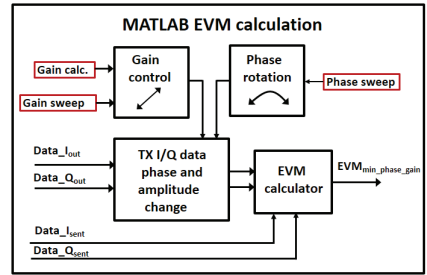 MATLAB EVM calculation
Gain calc.
Gain sweep
Gain
control
Phase
rotation
Phase sweep
Data_Iout
Data_Qout
TX I/Q data
phase and
amplitude
change
EVM
calculator
EVMmin_phase_gain
Data_Isent
Data_Qsent